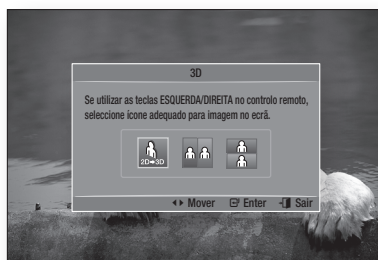 3D
Se utilizar as teclas ESQUERDA/DIREITA no controlo remoto,
seleccione ícone adequado para imagem no ecrã.
2D➔3D
Mover Enter Sair